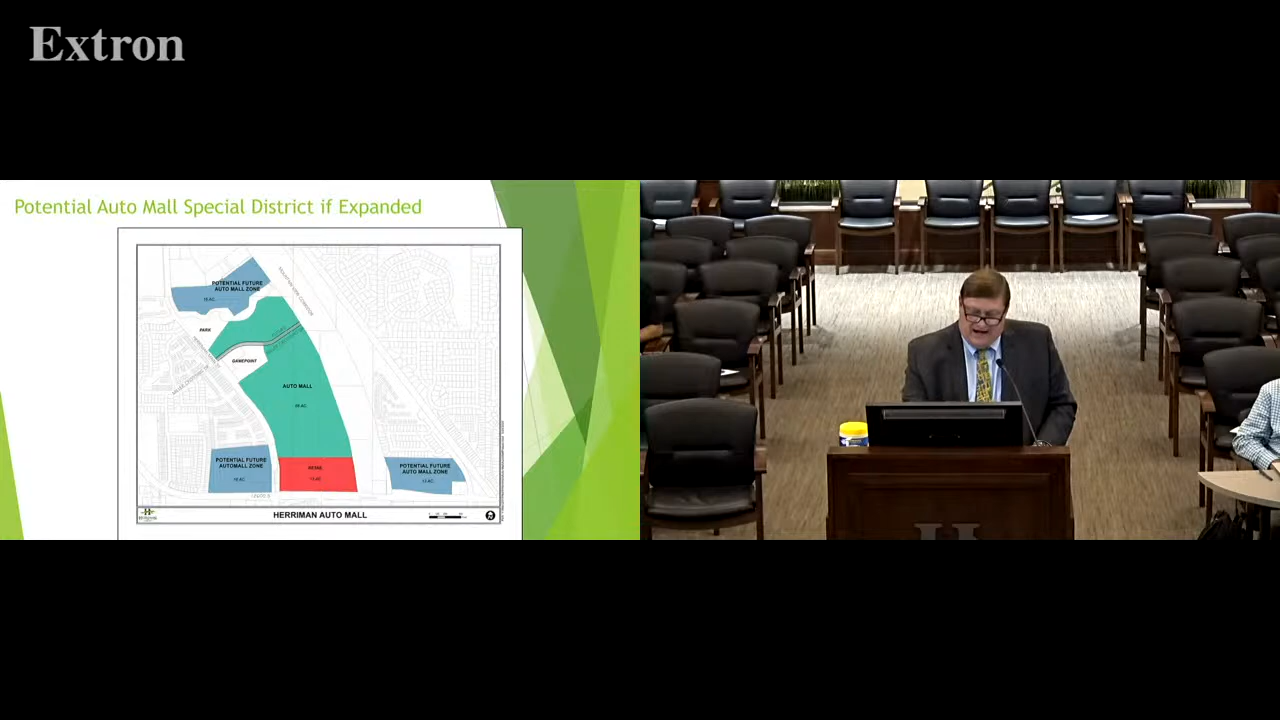 Extron
Potential Auto Mall Special District if Expanded
POTENTIAL FUTURE
AUTO MALL ZONE
PARK
GAMEPOINT
AUTO MALL
POTENTIAL FUTURE
AUTOMALL ZONE
RETAIL
POTENTIAL FUTURE
AUTO MALL ZONE
HERRIMAN AUTO MALL